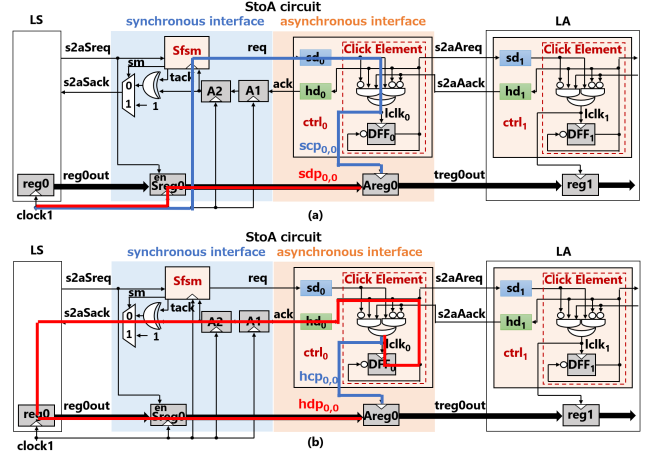 StoA circuit
LS
synchronous interface
asynchronous interface
LA
s2aSreq
Sfsm
req
sd0
Click Element
s2aAreq
sd1
Click Element
sm
tack
s2aSack
0
1
1
A2
A1
ack
hd0
s2aAack
hd1
lclk0
lclk1
ctrl0
DFF0
ctrl1
DFF1
scp0,0
reg0
reg0out
en
Sreg0
sdp0,0
Areg0
treg0out
reg1
clock1
(a)
StoA circuit
LS
synchronous interface
asynchronous interface
LA
s2aSreq
Sfsm
req
sd0
Click Element
s2aAreq
sd1
Click Element
sm
tack
s2aSack
0
1
1
A2
A1
ack
hd0
s2aAack
hd1
lclk0
lclk1
ctrl0
DFF0
ctrl1
DFF1
hcp0,0
reg0
reg0out
en
Sreg0
hdp0,0
Areg0
treg0out
reg1
clock1
(b)